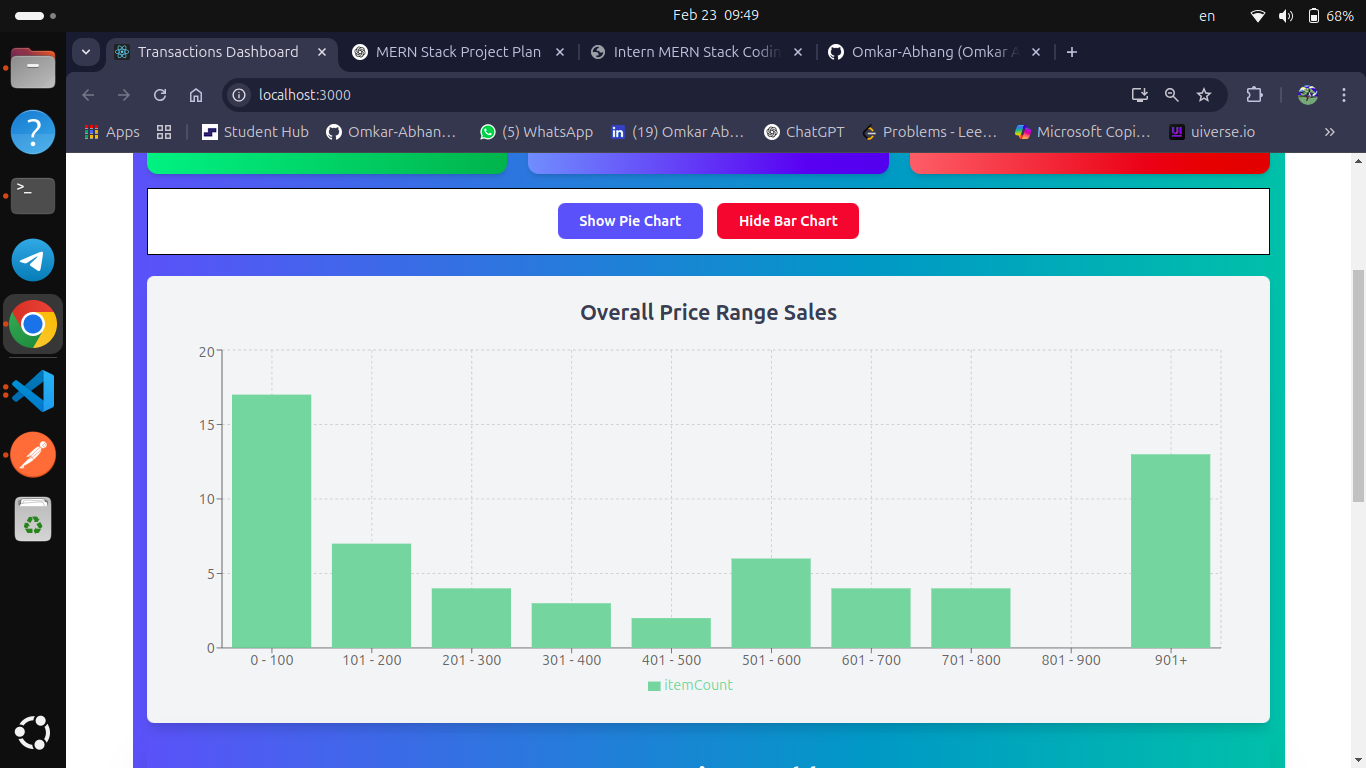 Feb 23 09:49
en
68%
Transactions Dashboard
MERN Stack Project Plan
Intern MERN Stack Codin
Omkar-Abhang (Omkar A
localhost:3000
Apps
Student Hub
Omkar-Abhan...
(5) WhatsApp
(19) Omkar Ab...
ChatGPT
Problems - Lee...
Microsoft Copi...
UI
uiverse.io
»
?
>_
Show Pie Chart
Hide Bar Chart
Overall Price Range Sales
20
15
10
5
0
0 - 100 101 - 200 201 - 300 301 - 400 401 - 500 501 - 600 601 - 700 701 - 800 801 - 900 901+
itemCount